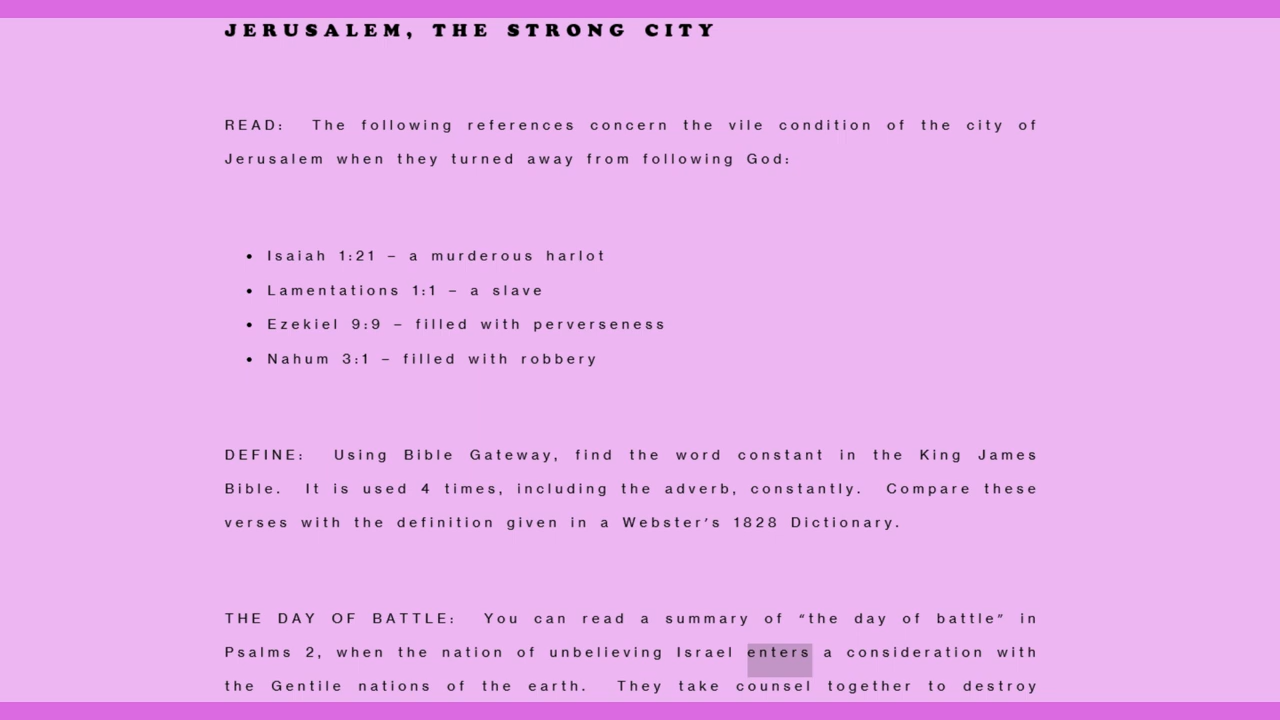 JERUSALEM, THE STRONG CITY
READ: The following references concern the vile condition of the city of
Jerusalem when they turned away from following God:
• Isaiah 1:21 – a murderous harlot
• Lamentations 1:1 – a slave
• Ezekiel 9:9 – filled with perverseness
• Nahum 3:1 – filled with robbery
DEFINE: Using Bible Gateway, find the word constant in the King James
Bible. It is used 4 times, including the adverb, constantly. Compare these
verses with the definition given in a Webster's 1828 Dictionary.
THE DAY OF BATTLE: You can read a summary of “the day of battle” in
Psalms 2, when the nation of unbelieving Israel enters a consideration with
the Gentile nations of the earth. They take counsel together to destroy